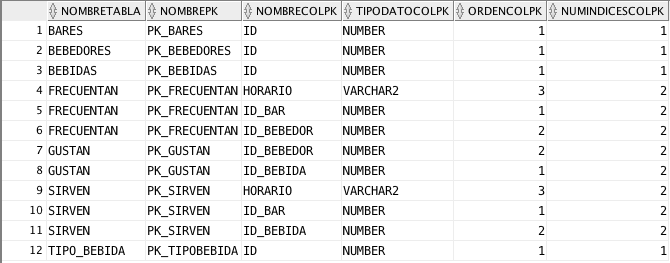 NOMBRETABLA NOMBREPK NOMBRECOLPK TIPODATOCOLPK ORDENCOLPK NUMINDICESCOLPK
1 BARES PK_BARES ID NUMBER 1 1
2 BEBEDORES PK_BEBEDORES ID NUMBER 1 1
3 BEBIDAS PK_BEBIDAS ID NUMBER 1 1
4 FRECUENTAN PK_FRECUENTAN HORARIO VARCHAR2 3 2
5 FRECUENTAN PK_FRECUENTAN ID_BAR NUMBER 1 2
6 FRECUENTAN PK_FRECUENTAN ID_BEBEDOR NUMBER 2 2
7 GUSTAN PK_GUSTAN ID_BEBEDOR NUMBER 2 2
8 GUSTAN PK_GUSTAN ID_BEBIDA NUMBER 1 2
9 SIRVEN PK_SIRVEN HORARIO VARCHAR2 3 2
10 SIRVEN PK_SIRVEN ID_BAR NUMBER 1 2
11 SIRVEN PK_SIRVEN ID_BEBIDA NUMBER 2 2
12 TIPO_BEBIDA PK_TIPOBEBIDA ID NUMBER 1 1